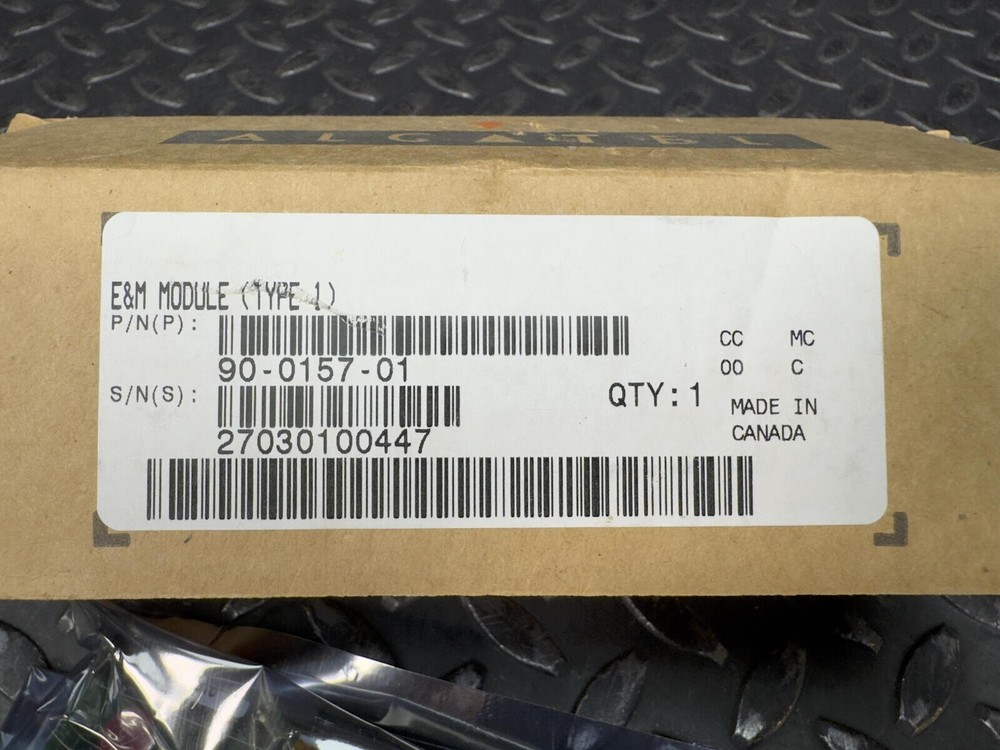 ALCATEL
E&M MODULE (TYPE 1)
P/N(P):
90-0157-01
S/N(S):
27030100447
QTY:1
CC MC
00 C
MADE IN
CANADA